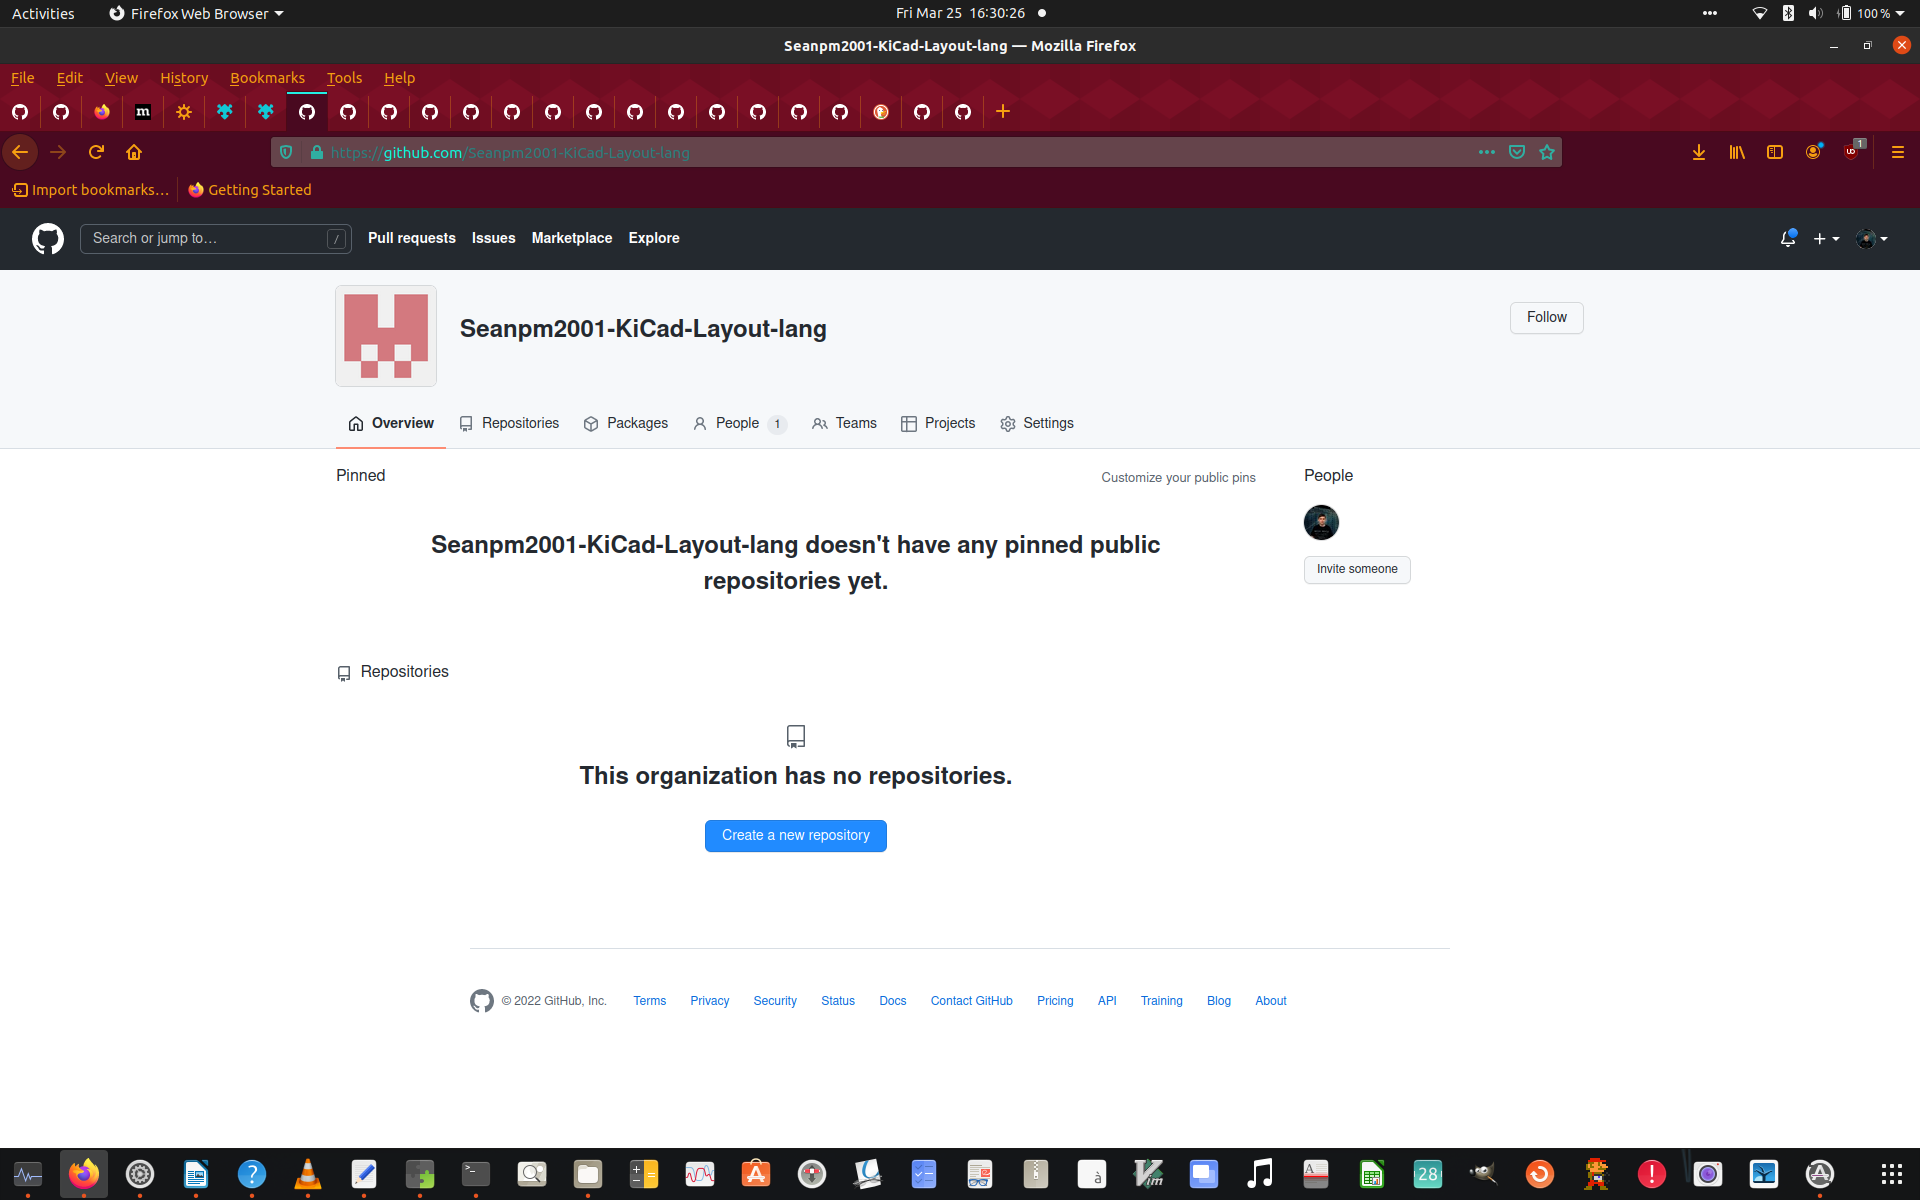 Activities
Firefox Web Browser
Fri Mar 25 16:30:26
100 %
Seanpm2001-KiCad-Layout-lang — Mozilla Firefox
File Edit View History Bookmarks Tools Help
m
https://github.com/Seanpm2001-KiCad-Layout-lang
1
Import bookmarks…
Getting Started
Search or jump to…
/
Pull requests Issues Marketplace Explore
Seanpm2001-KiCad-Layout-lang
Follow
Overview
Repositories
Packages
People 1
Teams
Projects
Settings
Pinned
Customize your public pins
People
Seanpm2001-KiCad-Layout-lang doesn't have any pinned public
repositories yet.
Invite someone
Repositories
This organization has no repositories.
Create a new repository
© 2022 GitHub, Inc. Terms Privacy Security Status Docs Contact GitHub Pricing API Training Blog About
28